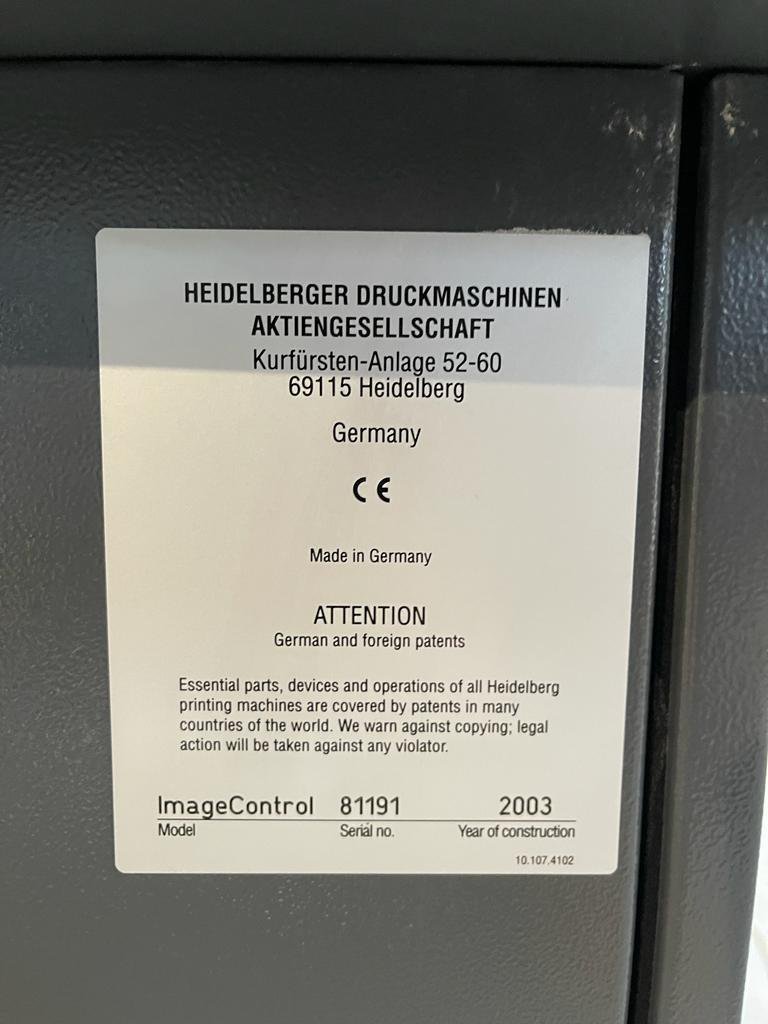 HEIDELBERGER DRUCKMASCHINEN
AKTIENGESELLSCHAFT
Kurfürsten-Anlage 52-60
69115 Heidelberg
Germany
CE
Made in Germany
ATTENTION
German and foreign patents
Essential parts, devices and operations of all Heidelberg
printing machines are covered by patents in many
countries of the world. We warn against copying; legal
action will be taken against any violator.
ImageControl 81191 2003
Model Serial no. Year of construction
10.107.4102